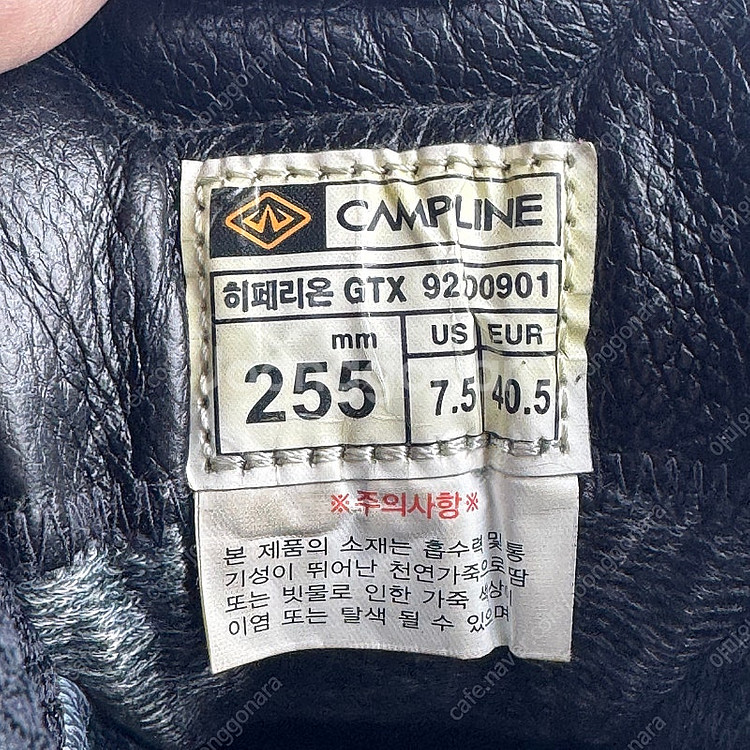 CAMPLINE
히페리온 GTX 9200901
mm US EUR
255 7.5 40.5
※주의사항※
본 제품의 소재는 흡수력 및 통
기성이 뛰어난 천연가죽으로 땀
또는 빗물로 인한 가죽 색상이
이염 또는 탈색 될 수 있으며